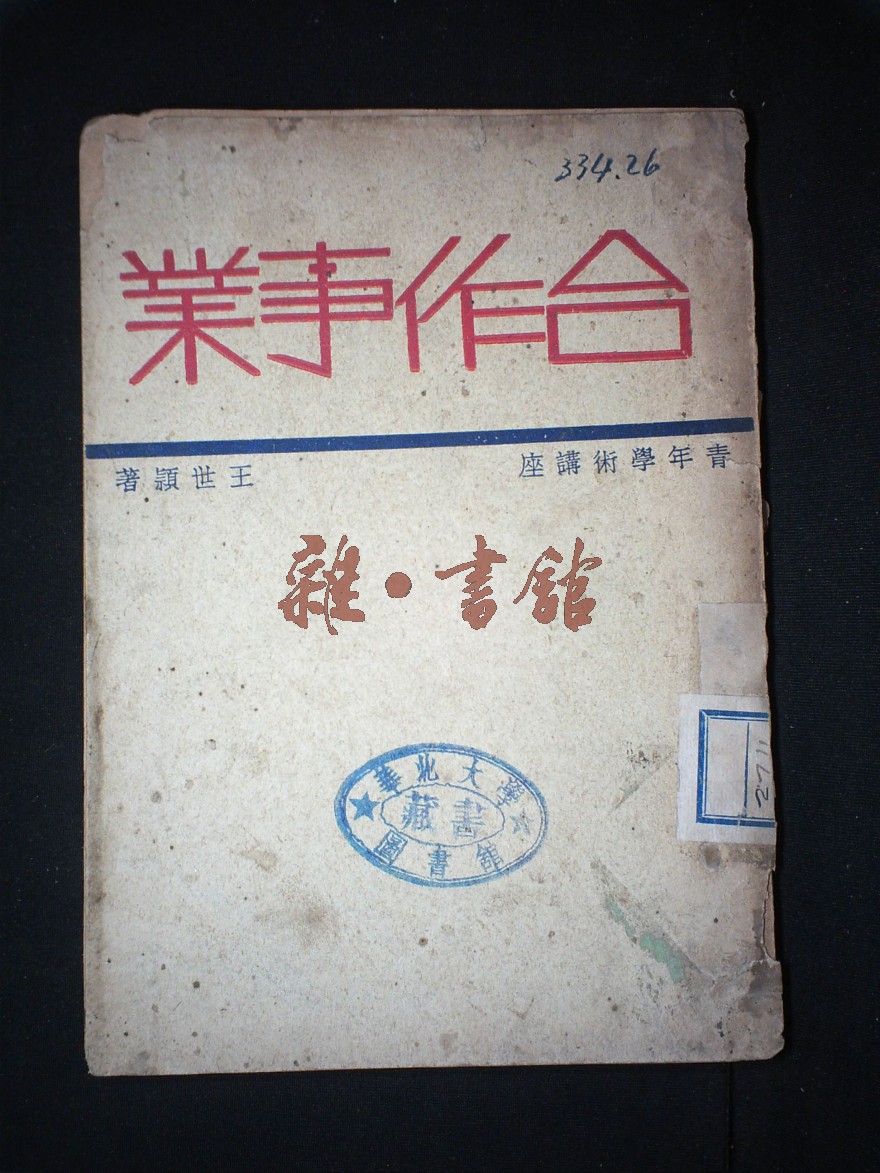 334.26
合作事業
青年學術講座
王世穎著
雜·書館
華北大學
藏書
圖書館
2711